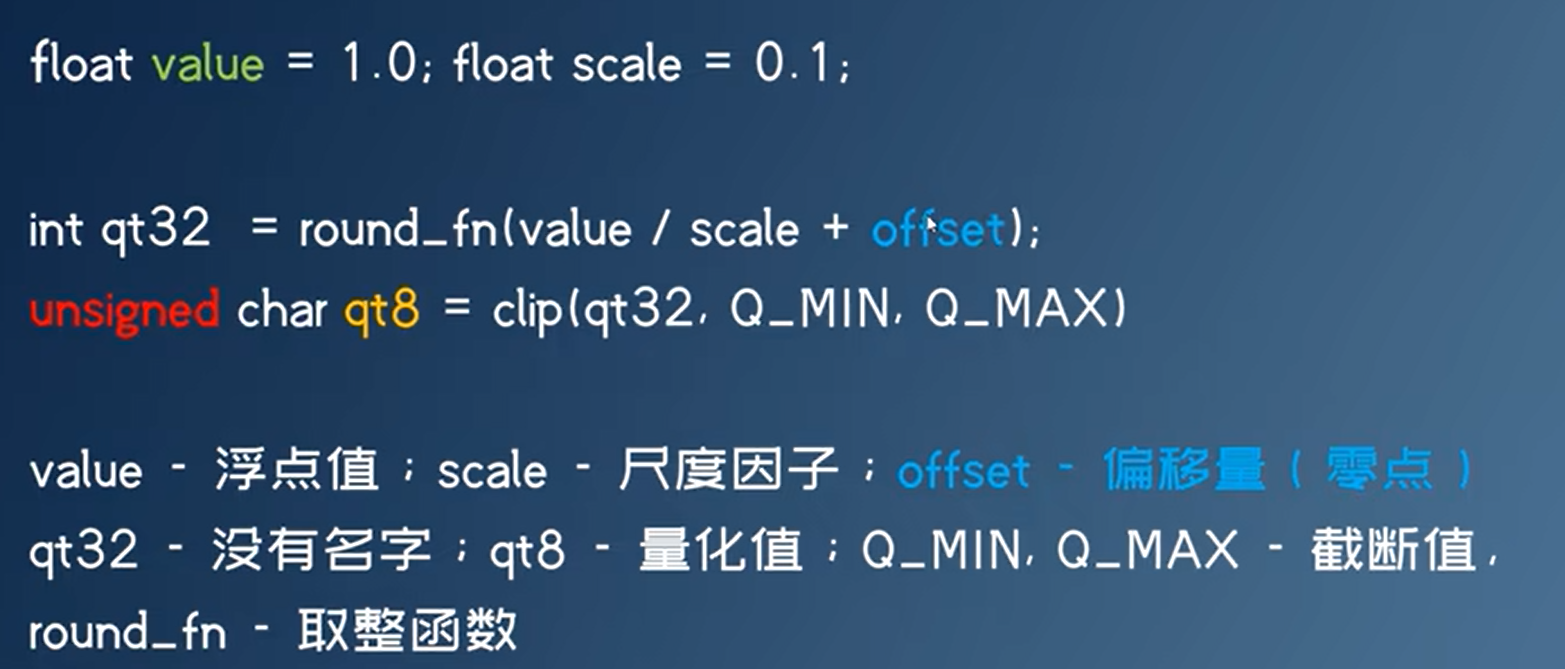 float value = 1.0; float scale = 0.1;
int qt32 = round_fn(value / scale + offset);
unsigned char qt8 = clip(qt32, Q_MIN, Q_MAX)
value - 浮点值；scale - 尺度因子；offset - 偏移量（零点）
qt32 - 没有名字；qt8 - 量化值；Q_MIN, Q_MAX - 截断值，
round_fn - 取整函数